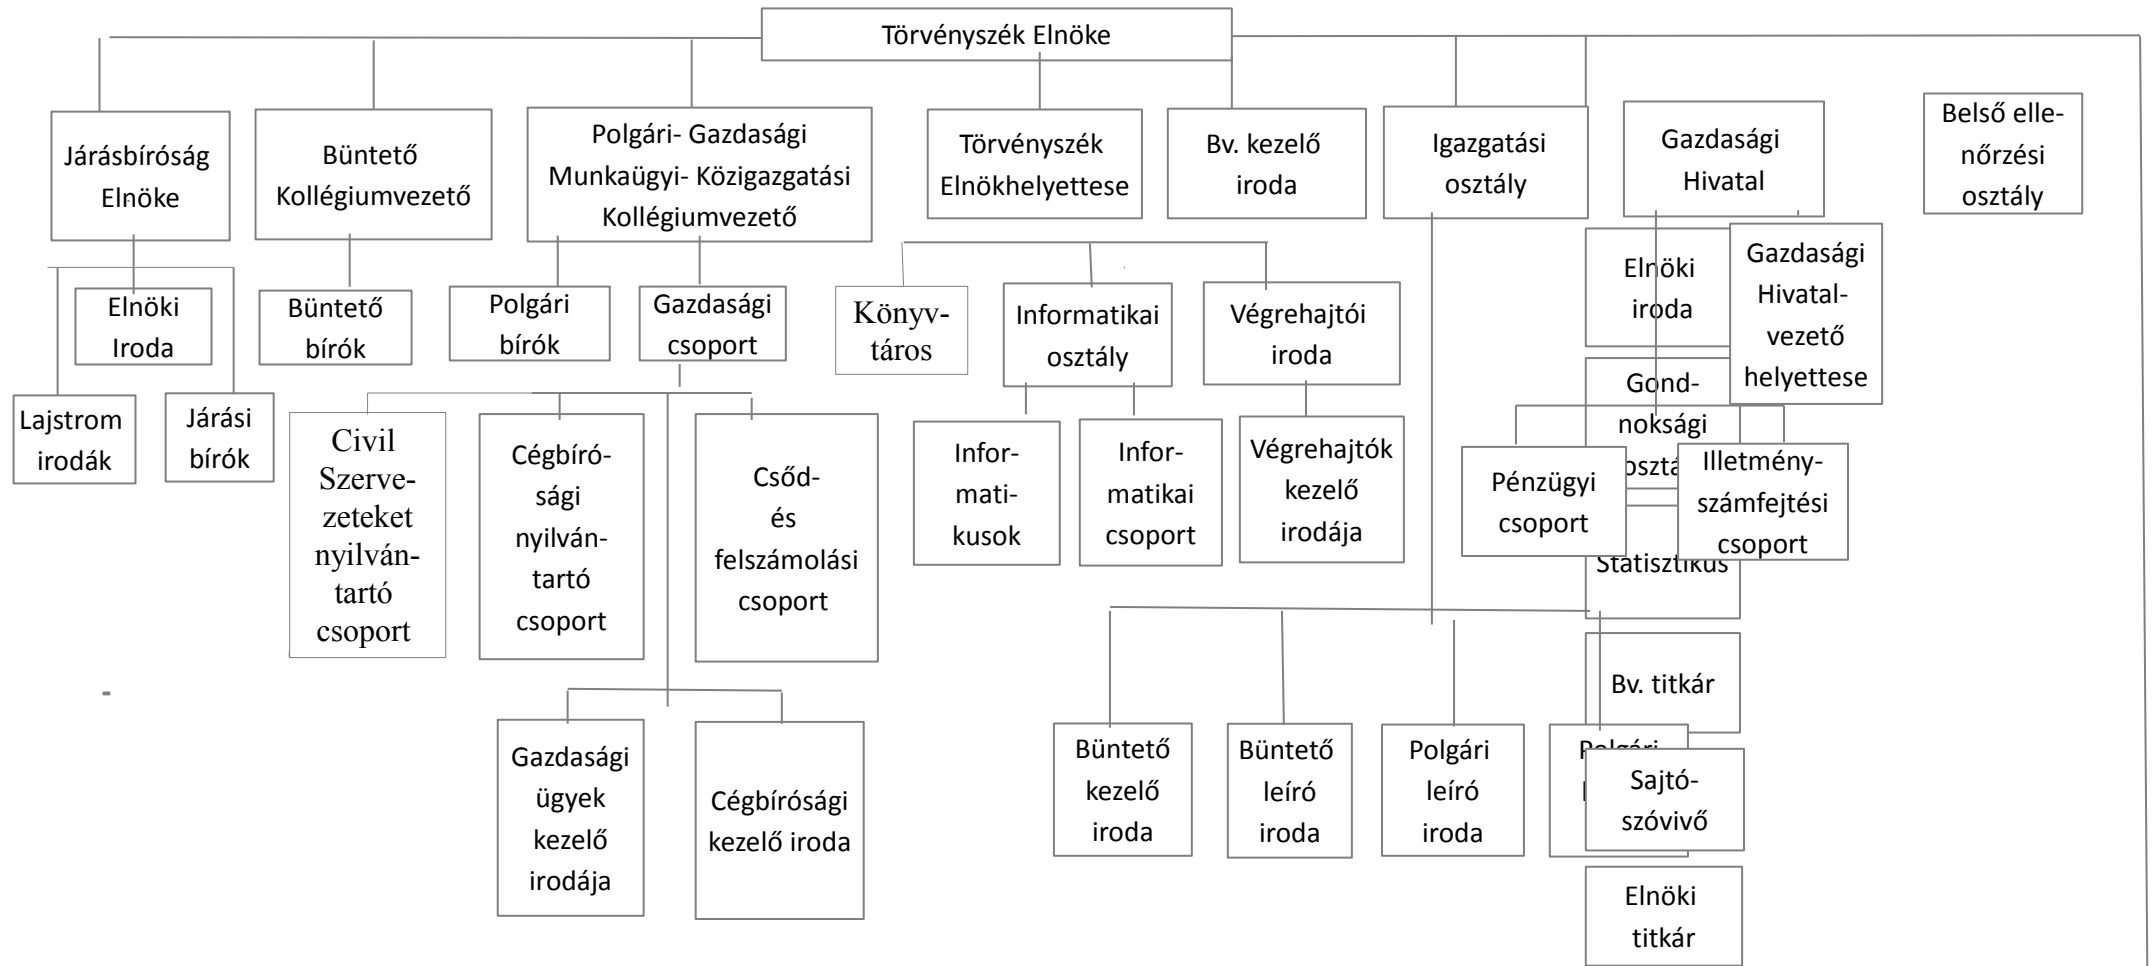 Törvényszék Elnöke
Járásbíróság
Elnöke
Büntető
Kollégiumvezető
Polgári- Gazdasági
Munkaügyi- Közigazgatási
Kollégiumvezető
Törvényszék
Elnökhelyettese
Bv. kezelő
iroda
Igazgatási
osztály
Gazdasági
Hivatal
Belső elle-
nőrzési
osztály
Elnöki
Iroda
Büntető
bírók
Polgári
bírók
Gazdasági
csoport
Könyv-
táros
Informatikai
osztály
Végrehajtói
iroda
Elnöki
iroda
Gazdasági
Hivatal-
vezető
helyettese
Lajstrom
irodák
Járási
bírók
Civil
Szerve-
zeteket
nyilván-
tartó
csoport
Cégbíró-
sági
nyilván-
tartó
csoport
Csőd-
és
felszámolási
csoport
Infor-
mati-
kusok
Infor-
matikai
csoport
Végrehajtók
kezelő
irodája
Gond-
noksági
Pénzügyi
csoport
Illetmény-
számfejtési
csoport
Statisztikus
Bv. titkár
Gazdasági
ügyek
kezelő
irodája
Cégbírósági
kezelő iroda
Büntető
kezelő
iroda
Büntető
leíró
iroda
Polgári
leíró
iroda
Polgári
Sajtó-
szóvivő
Elnöki
titkár